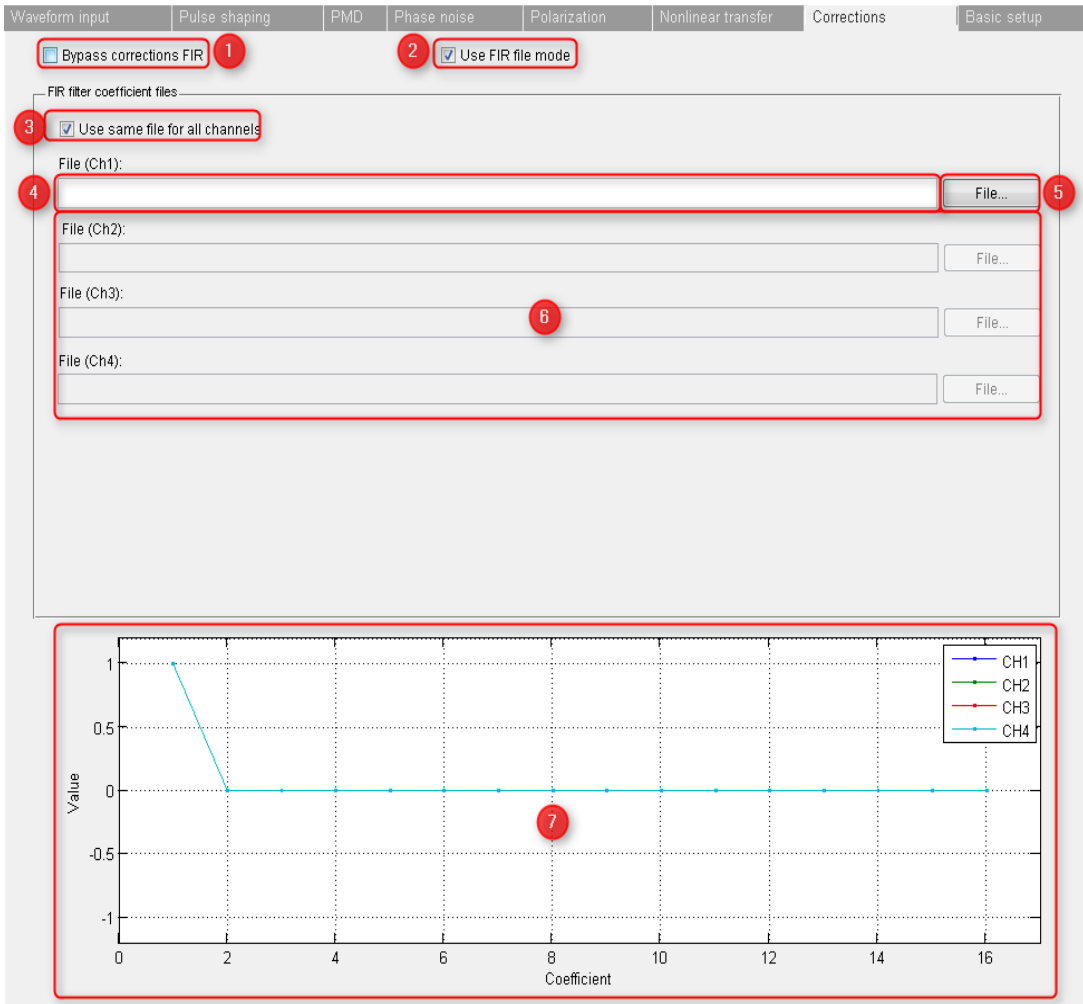 Waveform input Pulse shaping PMD Phase noise Polarization Nonlinear transfer Corrections Basic setup
Bypass corrections FIR 1 2 Use FIR file mode
FIR filter coefficient files
3 Use same file for all channels
File (Ch1):
4 File... 5
File (Ch2):
File...
File (Ch3):
6 File...
File (Ch4):
File...
CH1
CH2
CH3
CH4
1
0.5
0
-0.5
-1
Value
7
0 2 4 6 8 10 12 14 16
Coefficient